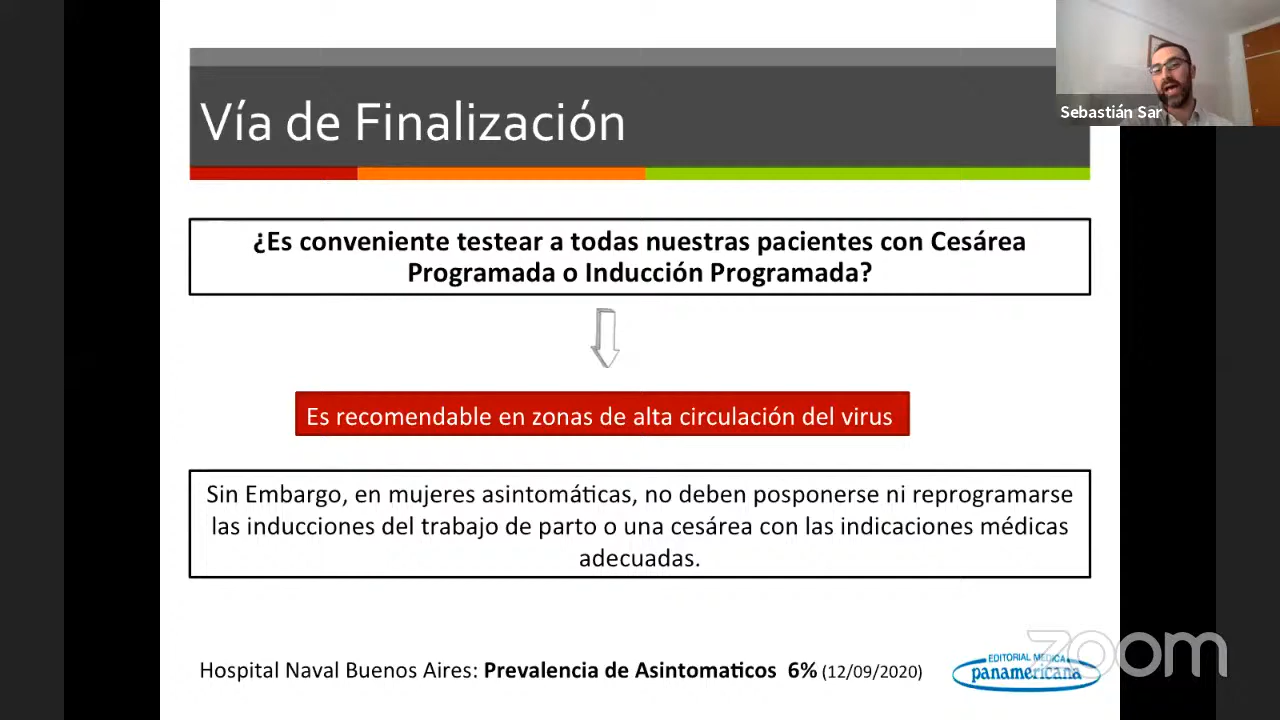 Vía de Finalización
Sebastián Sar
¿Es conveniente testear a todas nuestras pacientes con Cesárea
Programada o Inducción Programada?
Es recomendable en zonas de alta circulación del virus
Sin Embargo, en mujeres asintomáticas, no deben posponerse ni reprogramarse
las inducciones del trabajo de parto o una cesárea con las indicaciones médicas
adecuadas.
Hospital Naval Buenos Aires: Prevalencia de Asintomaticos 6% (12/09/2020)
EDITORIAL MEDICA
panamericana
zoom